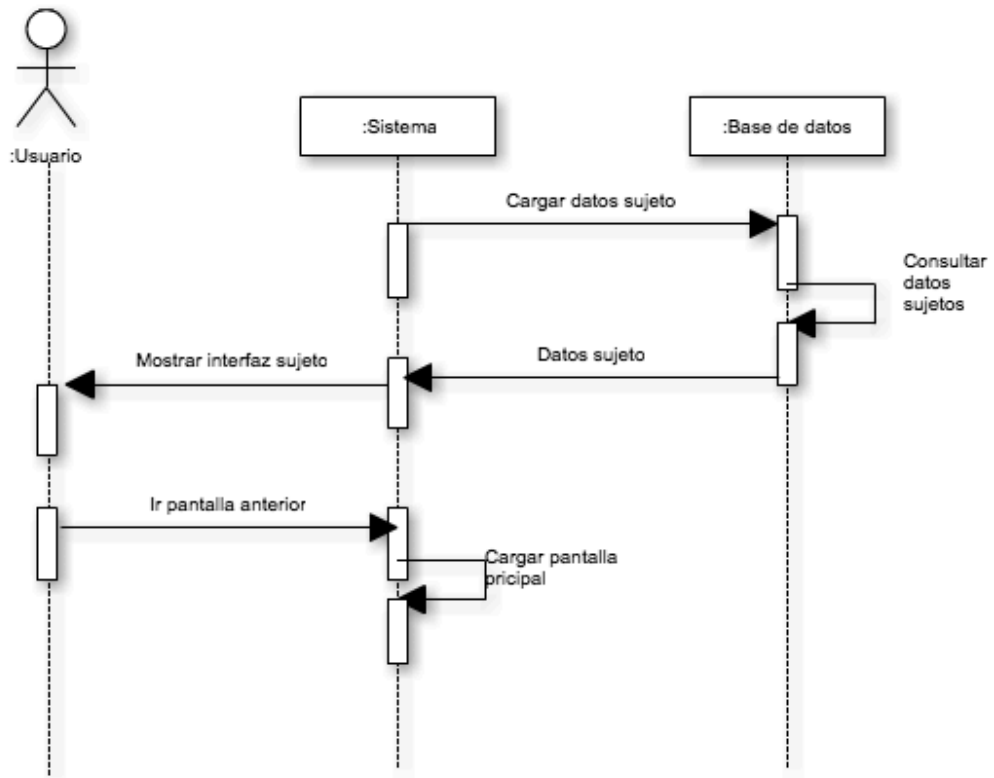 :Usuario
:Sistema
:Base de datos
Cargar datos sujeto
Consultar
datos
sujetos
Datos sujeto
Mostrar interfaz sujeto
Ir pantalla anterior
Cargar pantalla
pricipal